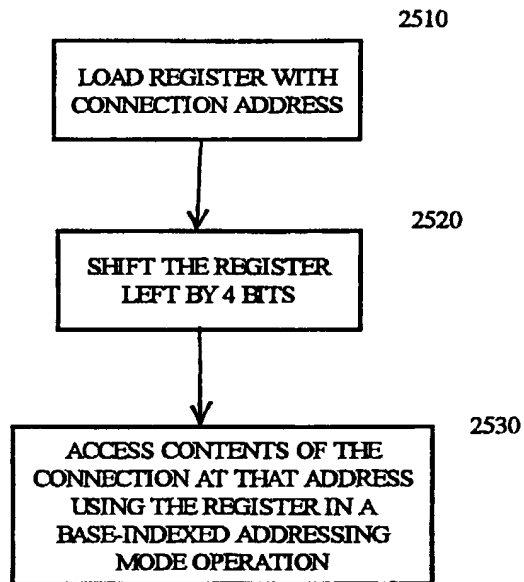 2510
LOAD REGISTER WITH
CONNECTION ADDRESS
2520
SHIFT THE REGISTER
LEFT BY 4 BITS
2530
ACCESS CONTENTS OF THE
CONNECTION AT THAT ADDRESS
USING THE REGISTER IN A
BASE-INDEXED ADDRESSING
MODE OPERATION